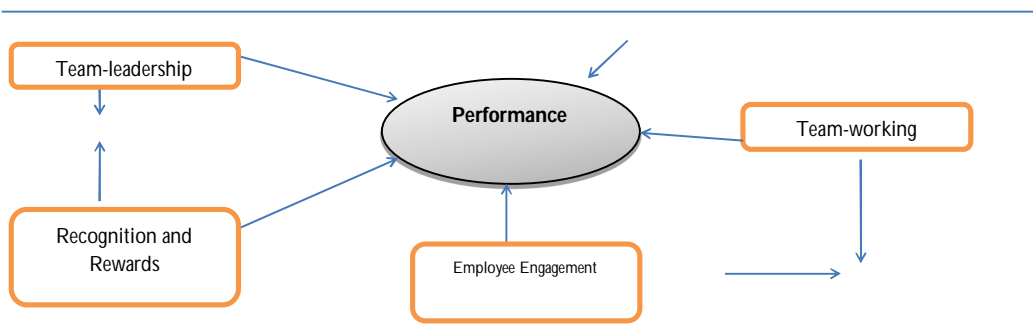 Team-leadership
Performance
Team-working
Recognition and
Rewards
Employee Engagement